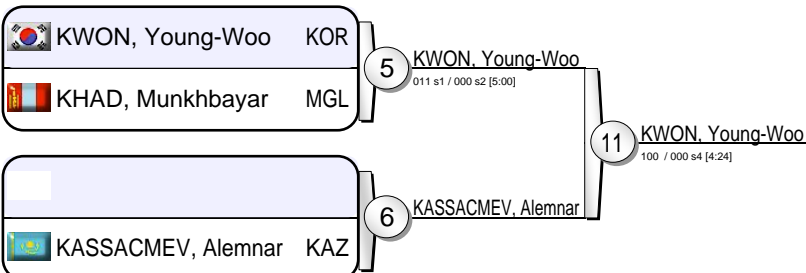 KWON, Young-Woo KOR
5 KWON, Young-Woo
011 s1 / 000 s2 [5:00]
KHAD, Munkhbayar MGL
11 KWON, Young-Woo
100 / 000 s4 [4:24]
6 KASSACMEV, Alemnar
KASSACMEV, Alemnar KAZ